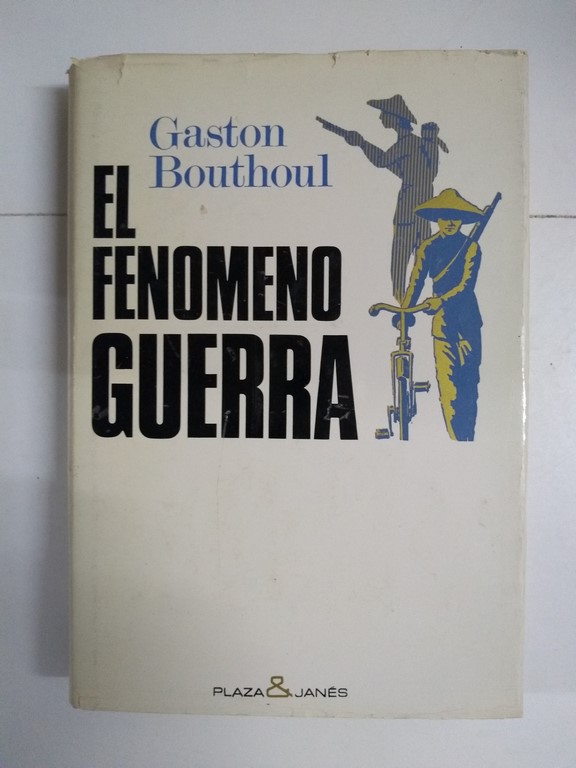 Gaston
Bouthoul
EL
FENOMENO
GUERRA
PLAZA & JANÉS